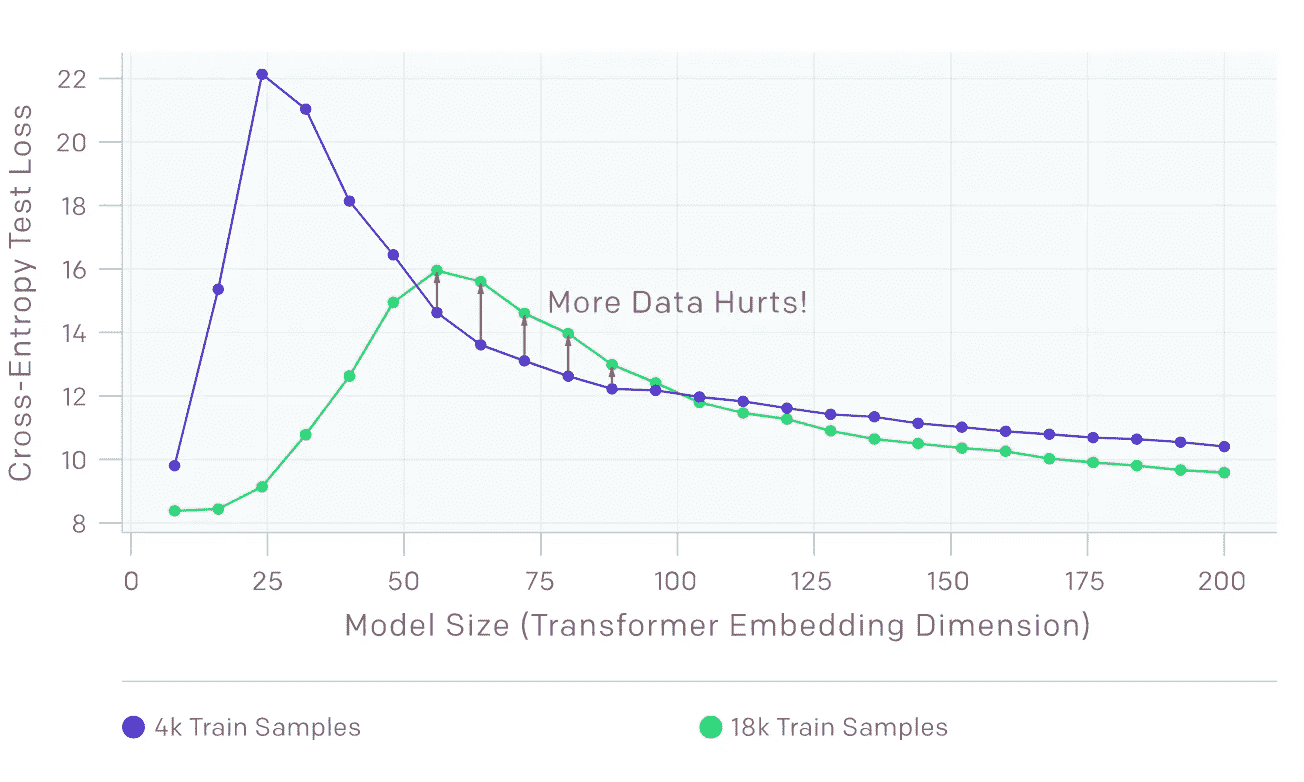 Cross-Entropy Test Loss
22
20
18
16
14
12
10
8
More Data Hurts!
0 25 50 75 100 125 150 175 200
Model Size (Transformer Embedding Dimension)
4k Train Samples
18k Train Samples